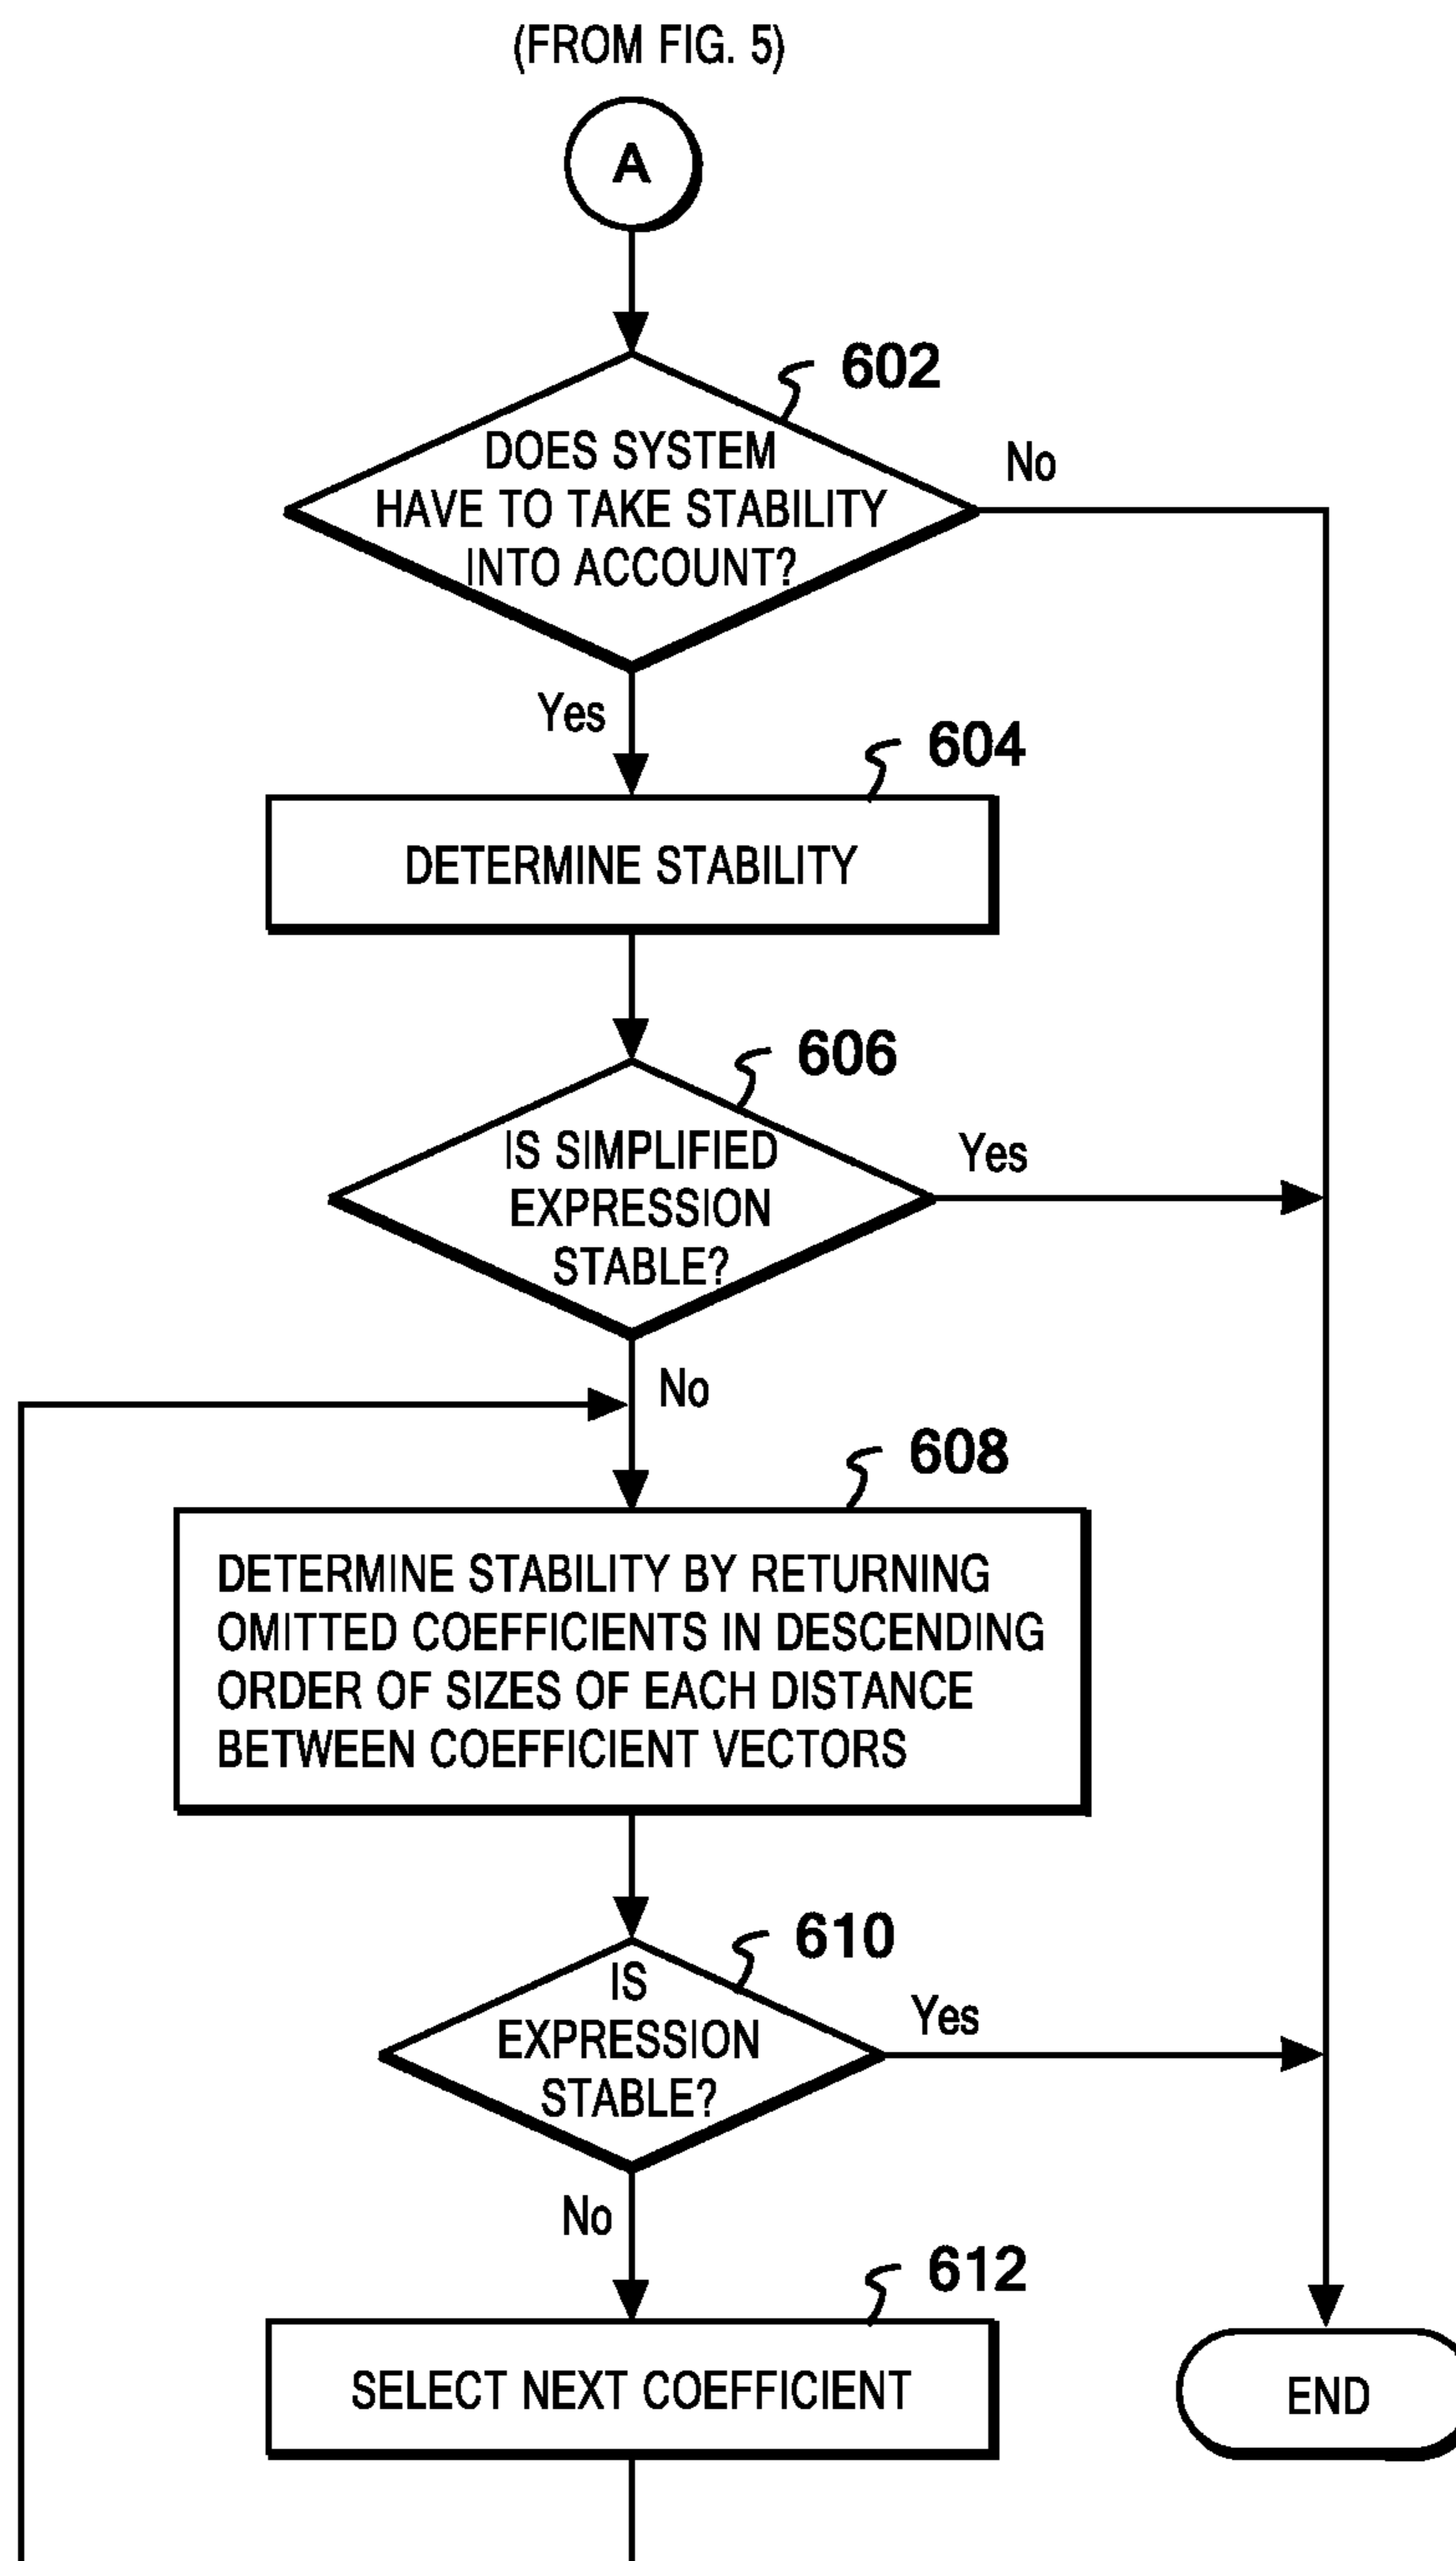 (FROM FIG. 5)
A
602
DOES SYSTEM
HAVE TO TAKE STABILITY
INTO ACCOUNT?
No
Yes
604
DETERMINE STABILITY
606
IS SIMPLIFIED
EXPRESSION
STABLE?
Yes
No
608
DETERMINE STABILITY BY RETURNING
OMITTED COEFFICIENTS IN DESCENDING
ORDER OF SIZES OF EACH DISTANCE
BETWEEN COEFFICIENT VECTORS
610
IS
EXPRESSION
STABLE?
Yes
No
612
SELECT NEXT COEFFICIENT
END